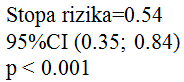 Stopa rizika=0.54
95%CI (0.35; 0.84)
p < 0.001